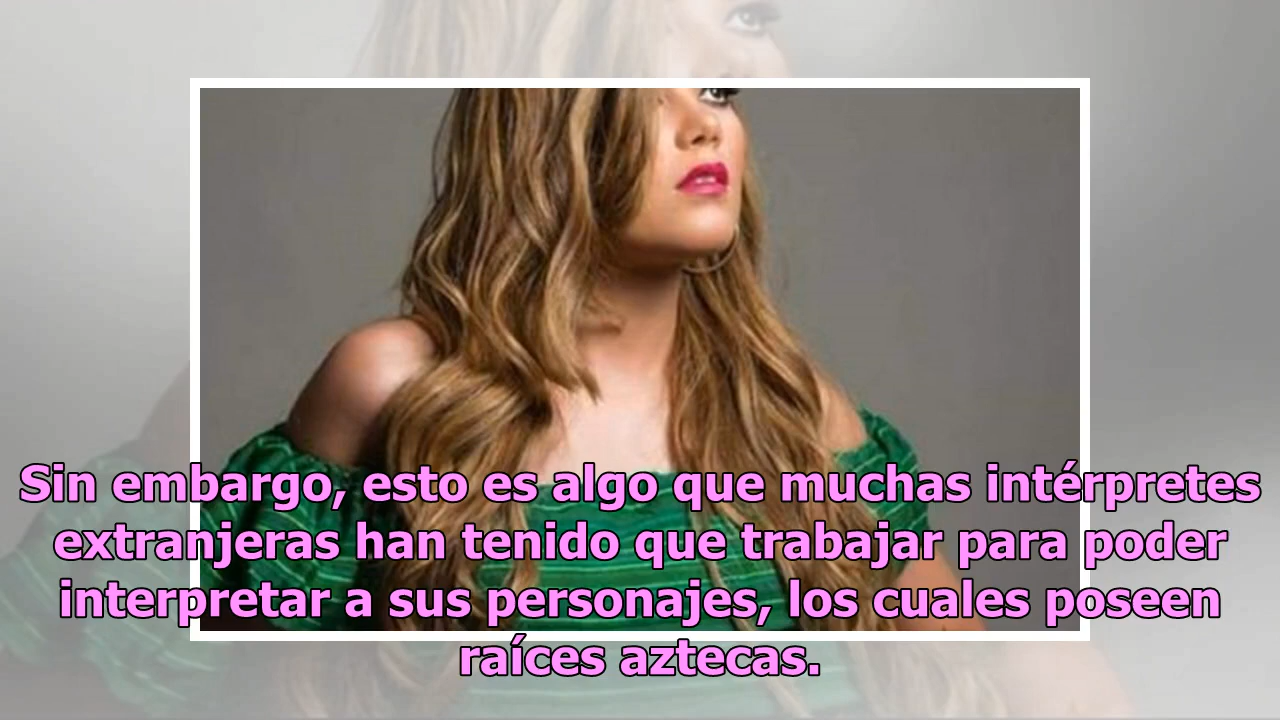 Sin embargo, esto es algo que muchas intérpretes
extranjeras han tenido que trabajar para poder
interpretar a sus personajes, los cuales poseen
raíces aztecas.